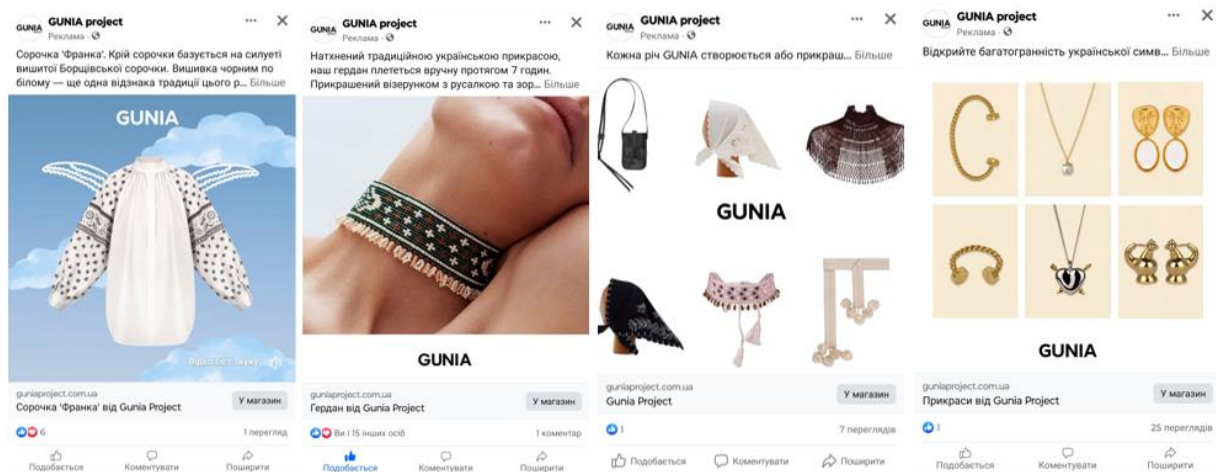 GUNIA
GUNIA project
Реклама ·
Сорочка 'Франка'. Крій сорочки базується на силуеті
вишитої Борщівської сорочки. Вишивка чорним по
білому — ще одна відзнака традиції цього р... Більше
GUNIA
Відео без звуку
guniaproject.com.ua
Сорочка 'Франка' від Gunia Project
У магазин
6
1 перегляд
Подобається
Коментувати
Поширити
GUNIA
GUNIA project
Реклама ·
Натхнений традиційною українською прикрасою,
наш гердан плететься вручну протягом 7 годин.
Прикрашений візерунком з русалкою та зор... Більше
GUNIA
guniaproject.com.ua
Гердан від Gunia Project
У магазин
Ви і 15 інших осіб
1 коментар
Подобається
Коментувати
Поширити
GUNIA
GUNIA project
Реклама ·
Кожна річ GUNIA створюється або прикраш... Більше
GUNIA
guniaproject.com.ua
Gunia Project
У магазин
1
7 переглядів
Подобається
Коментувати
Поширити
GUNIA
GUNIA project
Реклама ·
Відкрийте багатогранність української симв... Більше
GUNIA
guniaproject.com.ua
Прикраси від Gunia Project
У магазин
1
25 переглядів
Подобається
Коментувати
Поширити